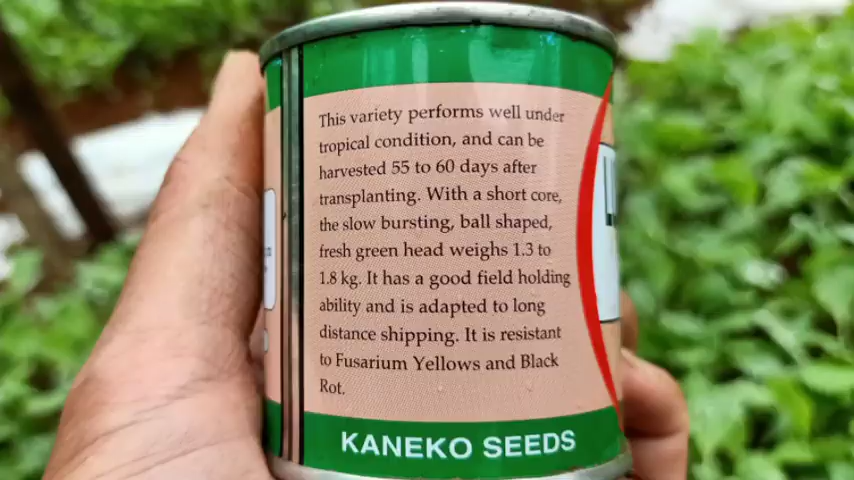 This variety performs well under
tropical condition, and can be
harvested 55 to 60 days after
transplanting. With a short core,
the slow bursting, ball shaped,
fresh green head weighs 1.3 to
1.8 kg. It has a good field holding
ability and is adapted to long
distance shipping. It is resistant
to Fusarium Yellows and Black
Rot.
KANEKO SEEDS